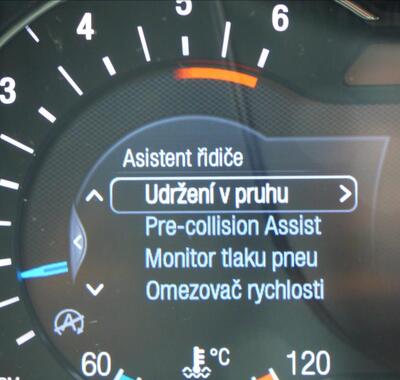 5
4
6
3
Asistent řidiče
Udržení v pruhu
Pre-collision Assist
Monitor tlaku pneu
Omezovač rychlosti
A
60 °C 120